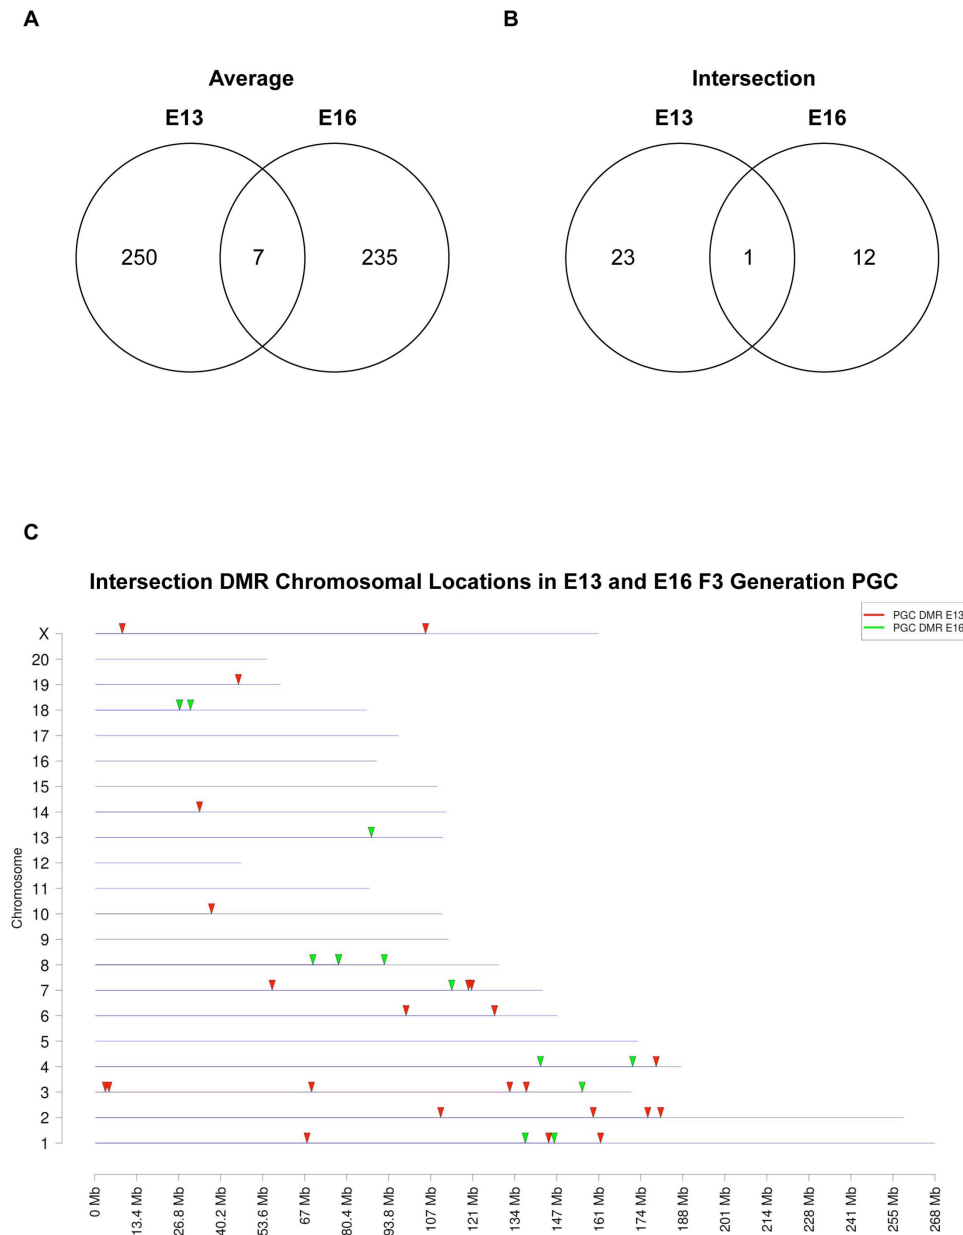 A
B
Average
Intersection
E13
E16
E13
E16
250
7
235
23
1
12
C
Intersection DMR Chromosomal Locations in E13 and E16 F3 Generation PGC
PGC DMR E13
PGC DMR E16
Chromosome
X
20
19
18
17
16
15
14
13
12
11
10
9
8
7
6
5
4
3
2
1
0 Mb
13.4 Mb
26.8 Mb
40.2 Mb
53.6 Mb
67 Mb
80.4 Mb
93.8 Mb
107 Mb
121 Mb
134 Mb
147 Mb
161 Mb
174 Mb
188 Mb
201 Mb
214 Mb
228 Mb
241 Mb
255 Mb
268 Mb